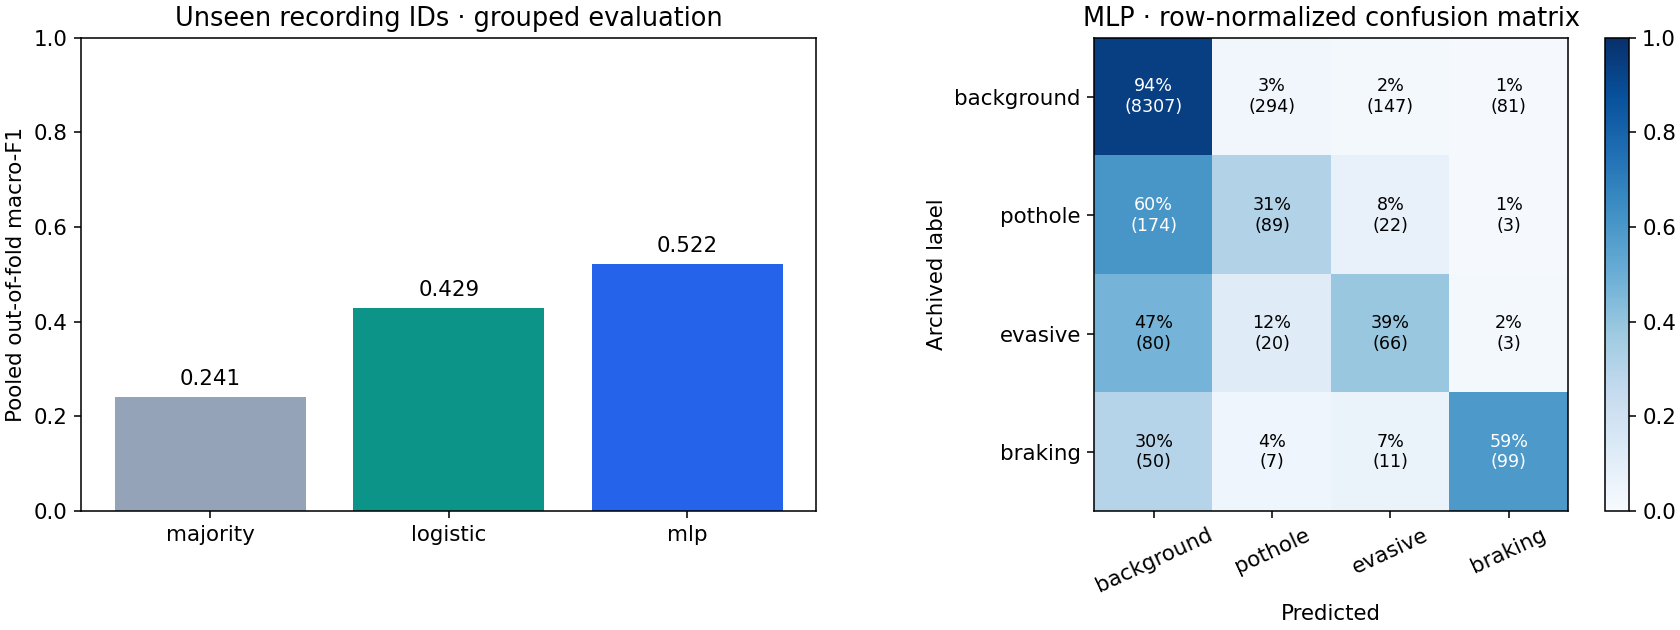 Unseen recording IDs · grouped evaluation
Pooled out-of-fold macro-F1
1.0
0.8
0.6
0.4
0.2
0.0
0.241
0.429
0.522
majority
logistic
mlp
MLP · row-normalized confusion matrix
Archived label
background
pothole
evasive
braking
94%
(8307)
3%
(294)
2%
(147)
1%
(81)
60%
(174)
31%
(89)
8%
(22)
1%
(3)
47%
(80)
12%
(20)
39%
(66)
2%
(3)
30%
(50)
4%
(7)
7%
(11)
59%
(99)
background
pothole
evasive
braking
Predicted
1.0
0.8
0.6
0.4
0.2
0.0